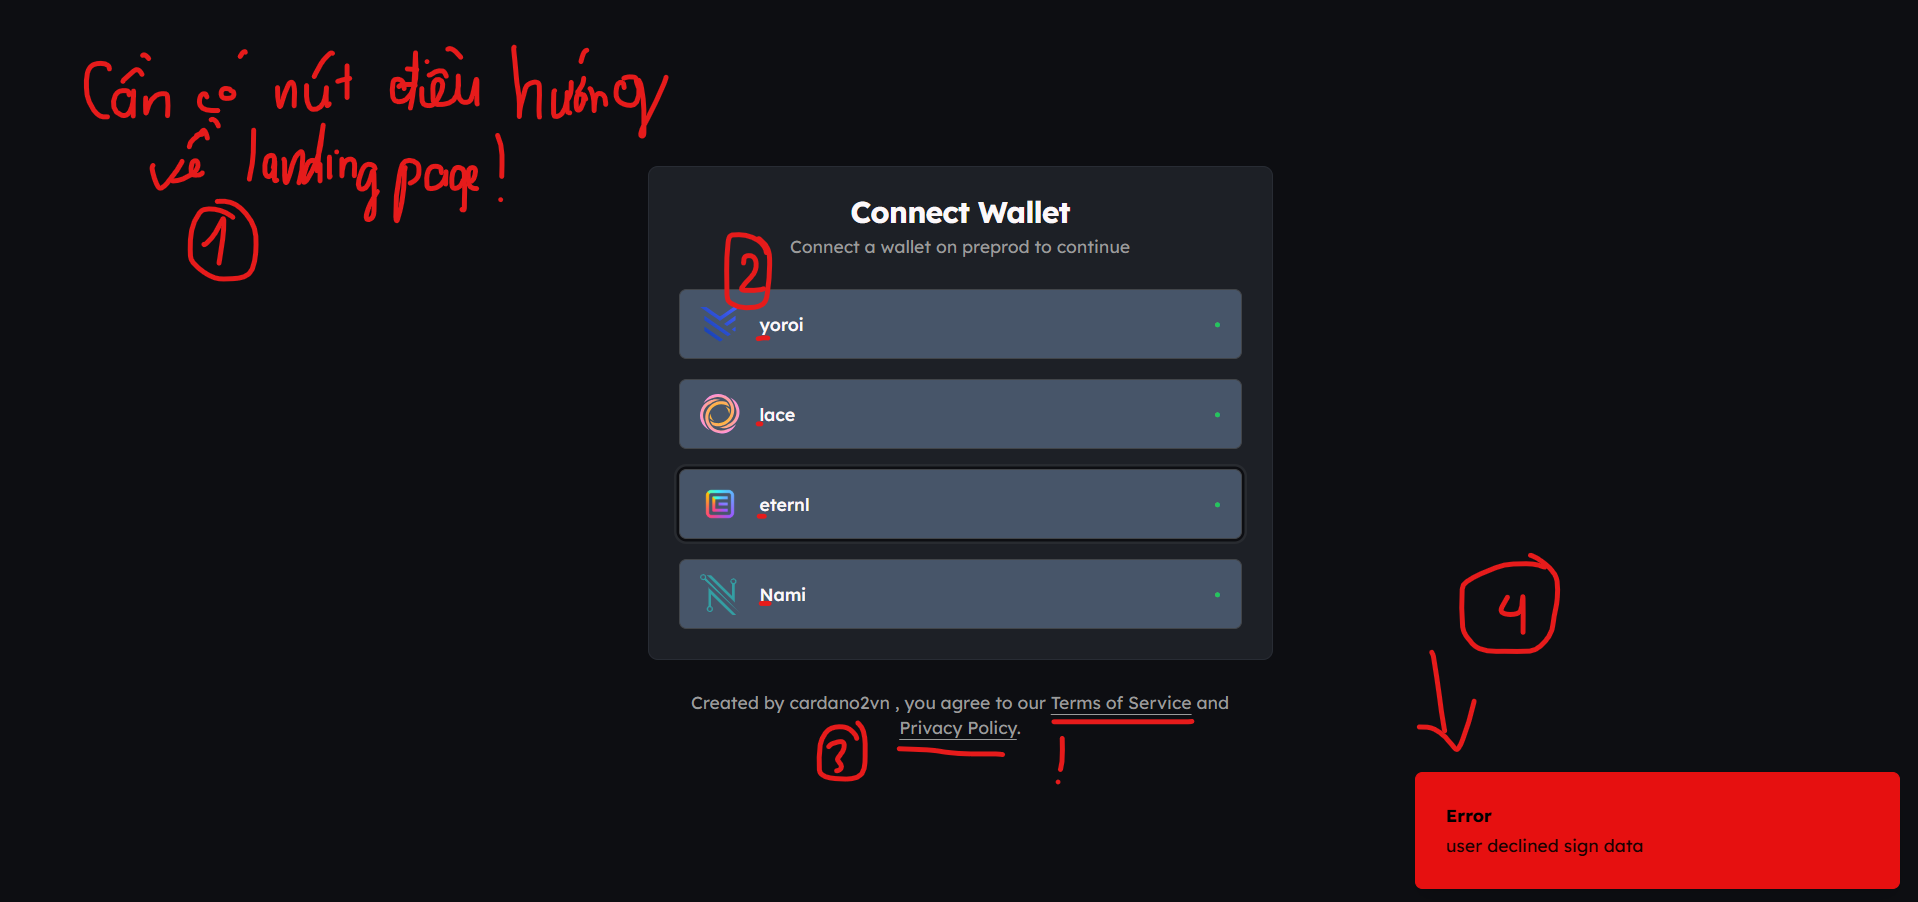 Cần có nút điều hướng
về landing page!
1
Connect Wallet
Connect a wallet on preprod to continue
2
yoroi
lace
eternl
Nami
Created by cardano2vn , you agree to our Terms of Service and
Privacy Policy.
3
!
4
Error
user declined sign data